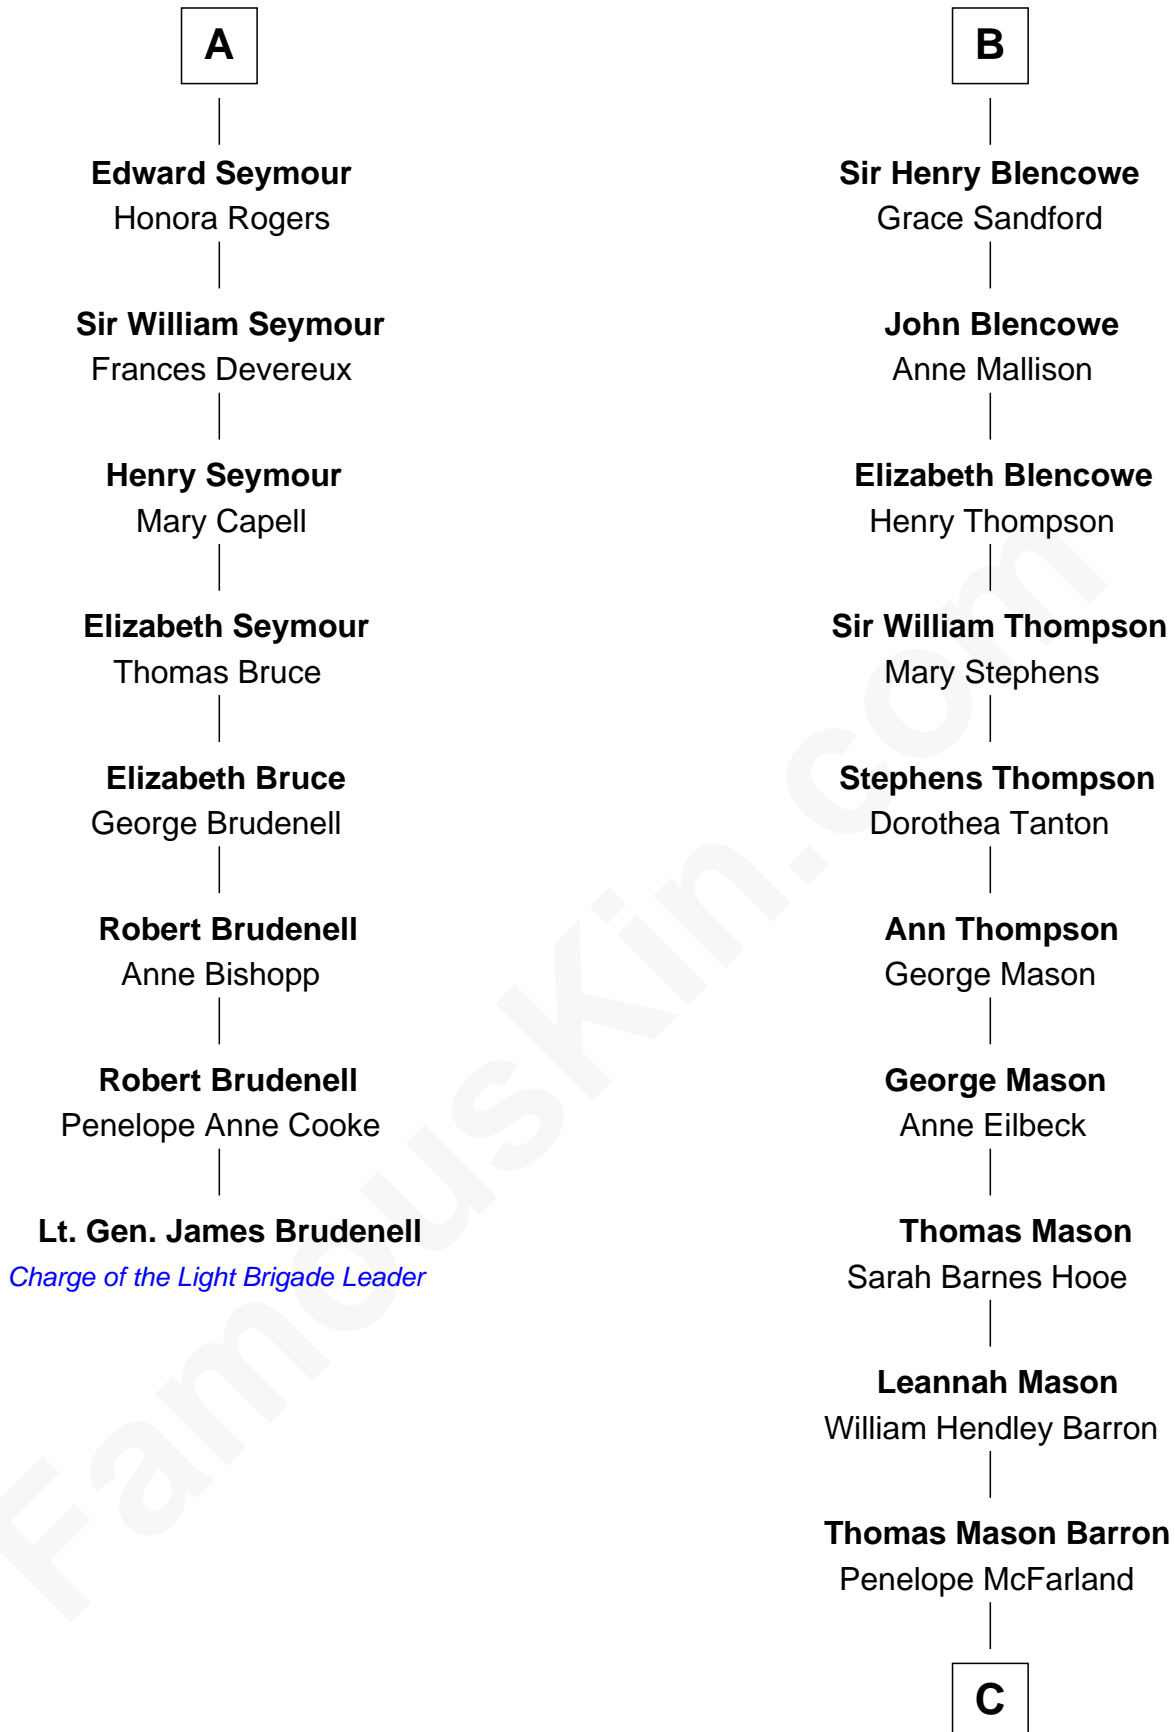 A
Edward Seymour
Honora Rogers
Sir William Seymour
Frances Devereux
Henry Seymour
Mary Capell
Elizabeth Seymour
Thomas Bruce
Elizabeth Bruce
George Brudenell
Robert Brudenell
Anne Bishopp
Robert Brudenell
Penelope Anne Cooke
Lt. Gen. James Brudenell
Charge of the Light Brigade Leader
B
Sir Henry Blencowe
Grace Sandford
John Blencowe
Anne Mallison
Elizabeth Blencowe
Henry Thompson
Sir William Thompson
Mary Stephens
Stephens Thompson
Dorothea Tanton
Ann Thompson
George Mason
George Mason
Anne Eilbeck
Thomas Mason
Sarah Barnes Hooe
Leannah Mason
William Hendley Barron
Thomas Mason Barron
Penelope McFarland
C
FamousKin.com